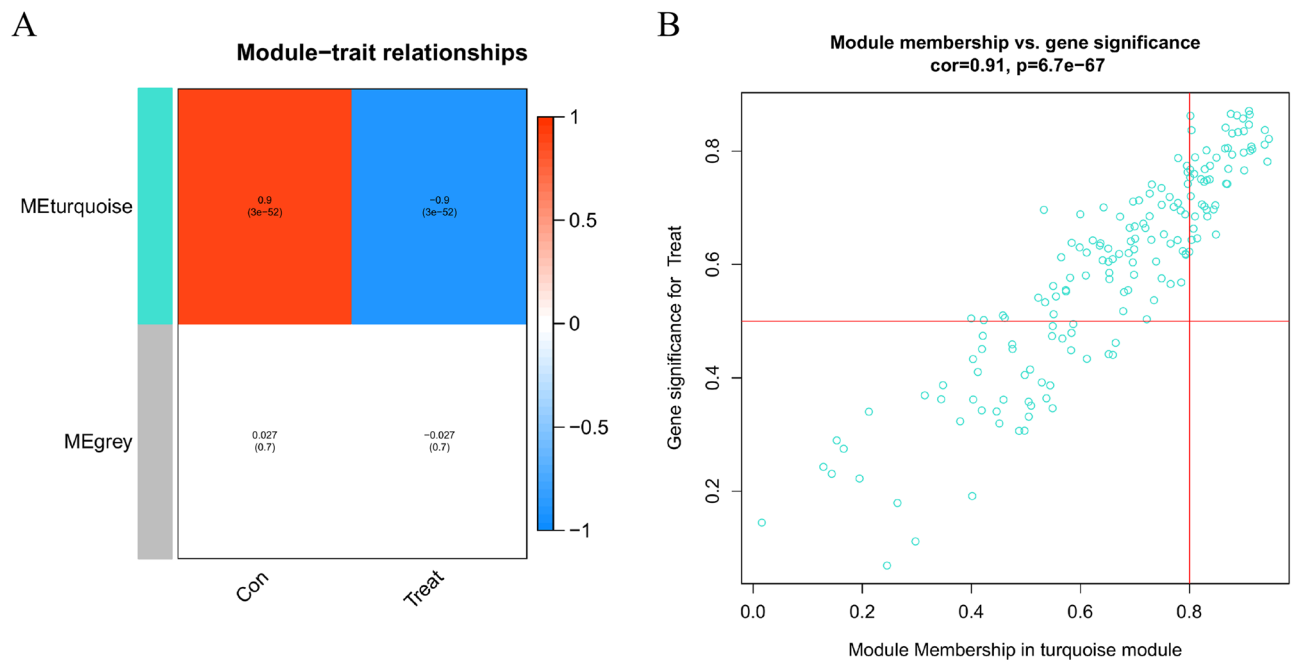 A
Module−trait relationships
MEturquoise
MEgrey
0.9
(3e−52)
−0.9
(3e−52)
0.027
(0.7)
−0.027
(0.7)
Con
Treat
1
0.5
0
−0.5
−1
B
Module membership vs. gene significance
cor=0.91, p=6.7e−67
Gene significance for Treat
0.8
0.6
0.4
0.2
0.0
0.2
0.4
0.6
0.8
Module Membership in turquoise module